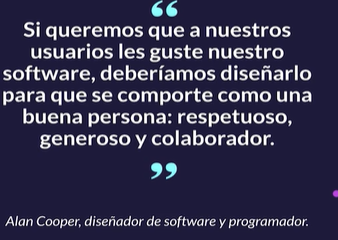 “
Si queremos que a nuestros
usuarios les guste nuestro
software, deberíamos diseñarlo
para que se comporte como una
buena persona: respetuoso,
generoso y colaborador.
”
Alan Cooper, diseñador de software y programador.